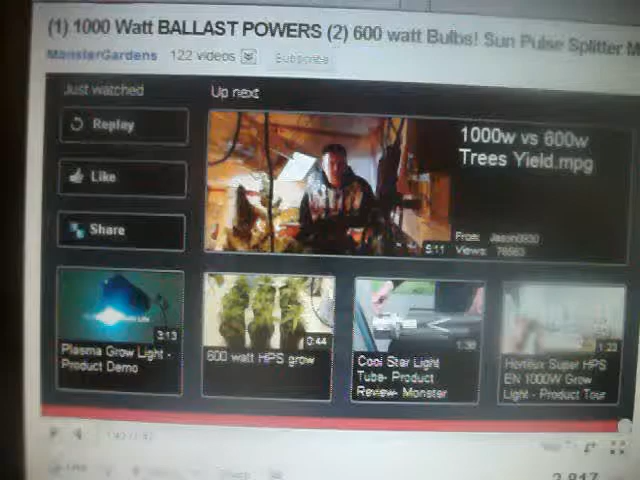 (1) 1000 Watt BALLAST POWERS (2) 600 watt Bulbs! Sun Pulse Splitter M
MonsterGardens 122 videos Subscribe
Just watched
Up next
Replay
Like
Share
1000w vs 600w
Trees Yield.mpg
From: Jason0930
Views: 78563
5:11
3:13
Plasma Grow Light -
Product Demo
0:44
600 watt HPS grow
1:38
Cool Star Light
Tube- Product
Review- Monster
1:23
Hortilux Super HPS
EN 1000W Grow
Light - Product Tour